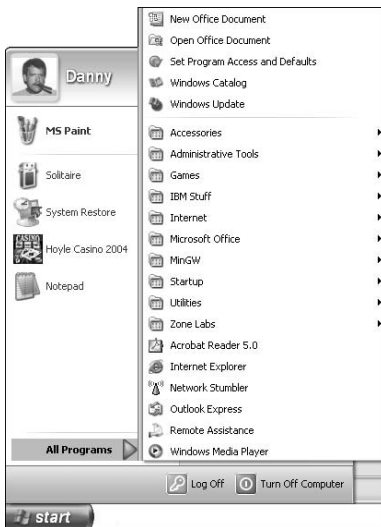 Danny
MS Paint
Solitaire
System Restore
Hoyle Casino 2004
Notepad
All Programs
New Office Document
Open Office Document
Set Program Access and Defaults
Windows Catalog
Windows Update
Accessories
Administrative Tools
Games
IBM Stuff
Internet
Microsoft Office
MinGW
Startup
Utilities
Zone Labs
Acrobat Reader 5.0
Internet Explorer
Network Stumbler
Outlook Express
Remote Assistance
Windows Media Player
Log Off Turn Off Computer
start